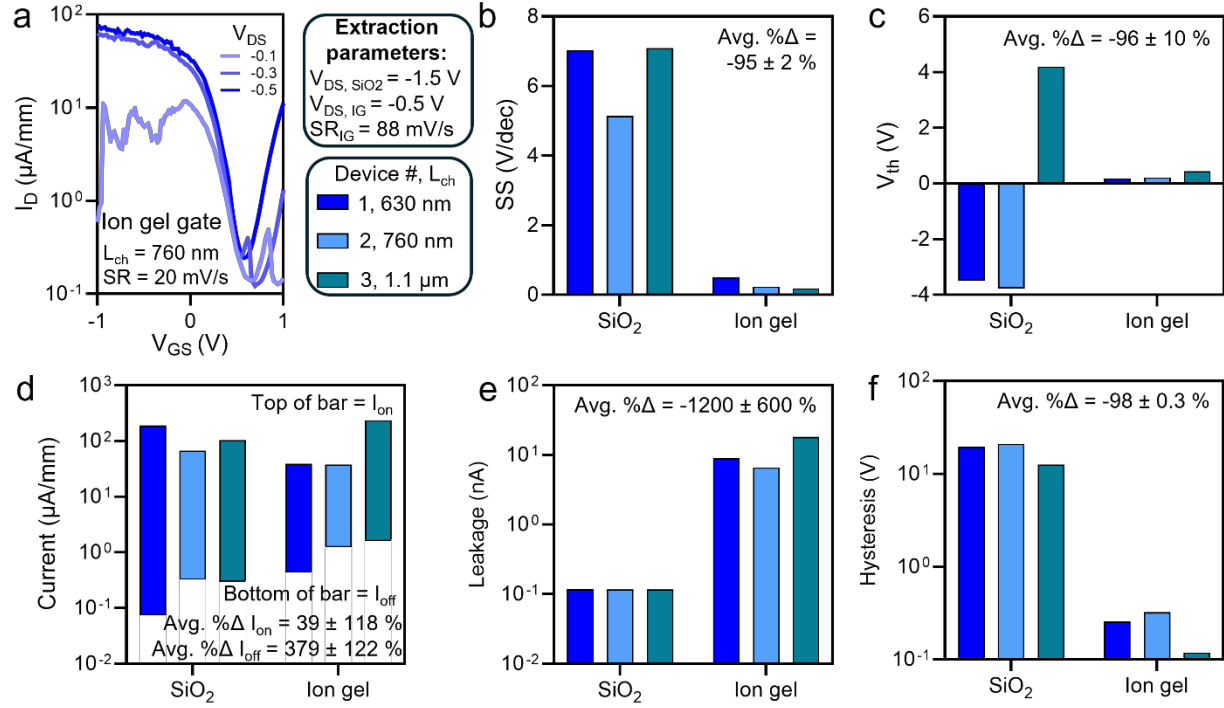 a
10²
10¹
10⁰
10⁻¹
I_D (µA/mm)
V_DS
-0.1
-0.3
-0.5
Ion gel gate
L_ch = 760 nm
SR = 20 mV/s
-1
0
1
V_GS (V)
Extraction
parameters:
V_DS, SiO2 = -1.5 V
V_DS, IG = -0.5 V
SR_IG = 88 mV/s
Device #, L_ch
1, 630 nm
2, 760 nm
3, 1.1 µm
b
8
6
4
2
0
SS (V/dec)
Avg. %Δ =
-95 ± 2 %
SiO₂
Ion gel
c
6
4
2
0
-2
-4
V_th (V)
Avg. %Δ = -96 ± 10 %
SiO₂
Ion gel
d
10³
10²
10¹
10⁰
10⁻¹
10⁻²
Current (µA/mm)
Top of bar = I_on
Bottom of bar = I_off
Avg. %Δ I_on = 39 ± 118 %
Avg. %Δ I_off = 379 ± 122 %
SiO₂
Ion gel
e
10²
10¹
10⁰
10⁻¹
10⁻²
Leakage (nA)
Avg. %Δ = -1200 ± 600 %
SiO₂
Ion gel
f
10²
10¹
10⁰
10⁻¹
Hysteresis (V)
Avg. %Δ = -98 ± 0.3 %
SiO₂
Ion gel